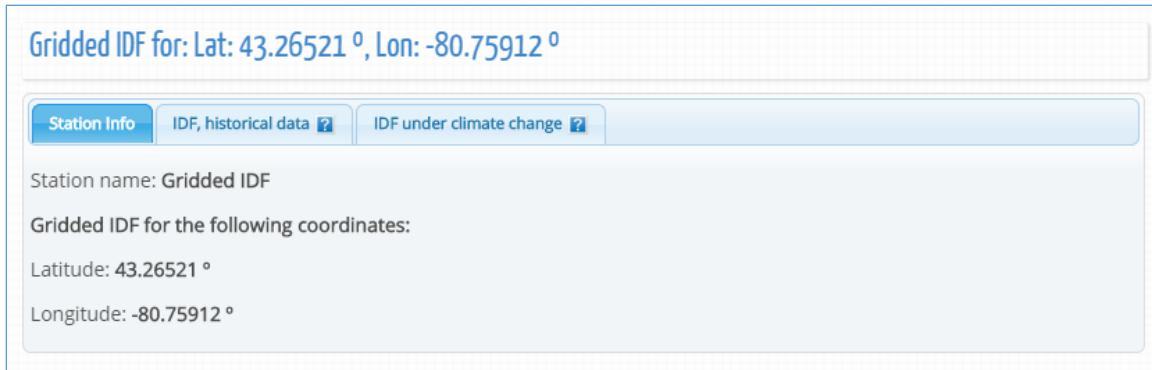 Gridded IDF for: Lat: 43.26521 º, Lon: -80.75912 º
Station Info IDF, historical data ? IDF under climate change ?
Station name: Gridded IDF
Gridded IDF for the following coordinates:
Latitude: 43.26521 º
Longitude: -80.75912 º